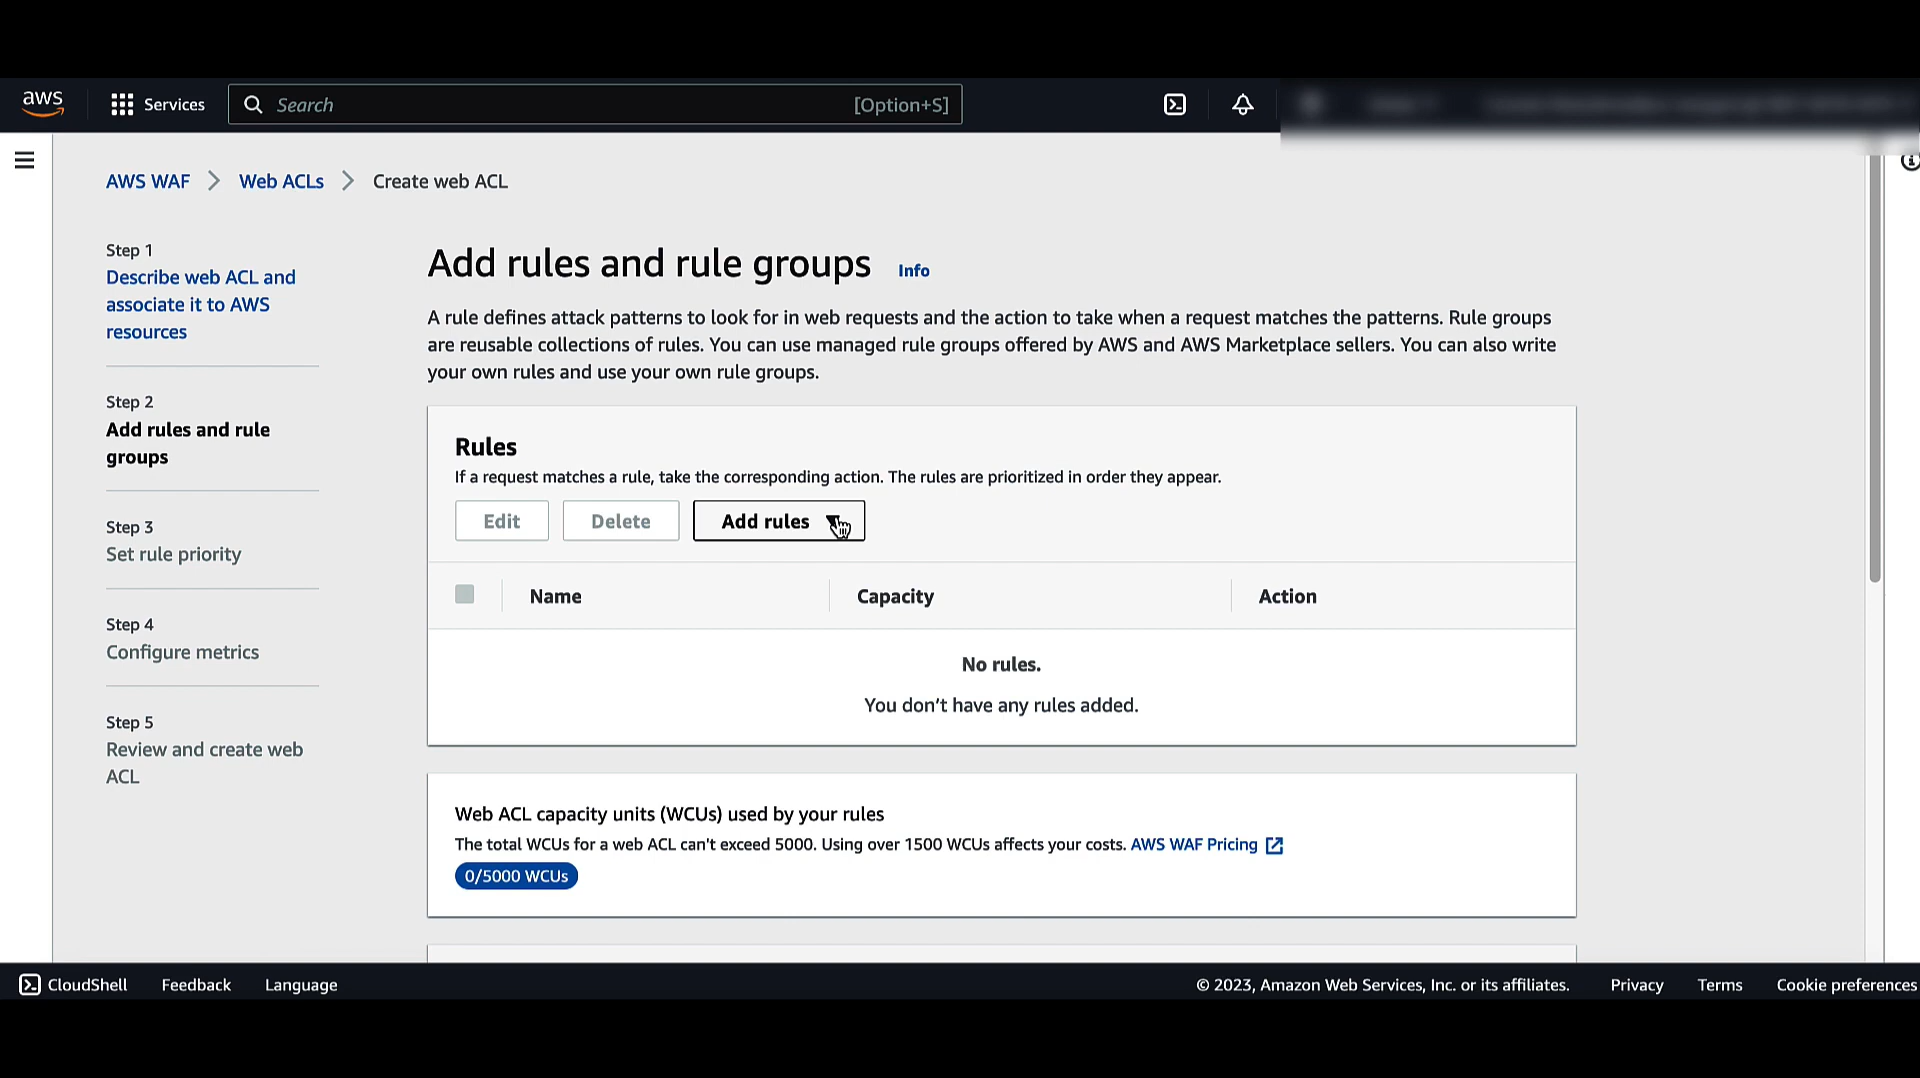 aws
Services
Search
[Option+S]
AWS WAF
Web ACLs
Create web ACL
Step 1
Describe web ACL and
associate it to AWS
resources
Step 2
Add rules and rule
groups
Step 3
Set rule priority
Step 4
Configure metrics
Step 5
Review and create web
ACL
Add rules and rule groups Info
A rule defines attack patterns to look for in web requests and the action to take when a request matches the patterns. Rule groups
are reusable collections of rules. You can use managed rule groups offered by AWS and AWS Marketplace sellers. You can also write
your own rules and use your own rule groups.
Rules
If a request matches a rule, take the corresponding action. The rules are prioritized in order they appear.
Edit
Delete
Add rules
Name
Capacity
Action
No rules.
You don't have any rules added.
Web ACL capacity units (WCUs) used by your rules
The total WCUs for a web ACL can't exceed 5000. Using over 1500 WCUs affects your costs. AWS WAF Pricing
0/5000 WCUs
CloudShell
Feedback
Language
© 2023, Amazon Web Services, Inc. or its affiliates.
Privacy
Terms
Cookie preferences